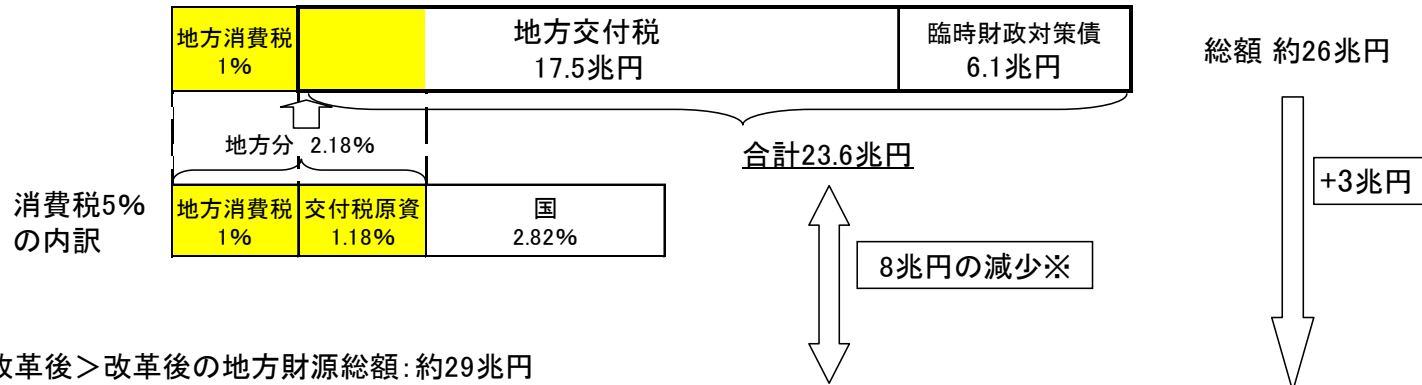 地方消費税
1%
地方交付税
17.5兆円
臨時財政対策債
6.1兆円
総額 約26兆円
地方分 2.18%
合計23.6兆円
+3兆円
消費税5%
の内訳
地方消費税
1%
交付税原資
1.18%
国
2.82%
8兆円の減少※
改革後＞改革後の地方財源総額:約29兆円